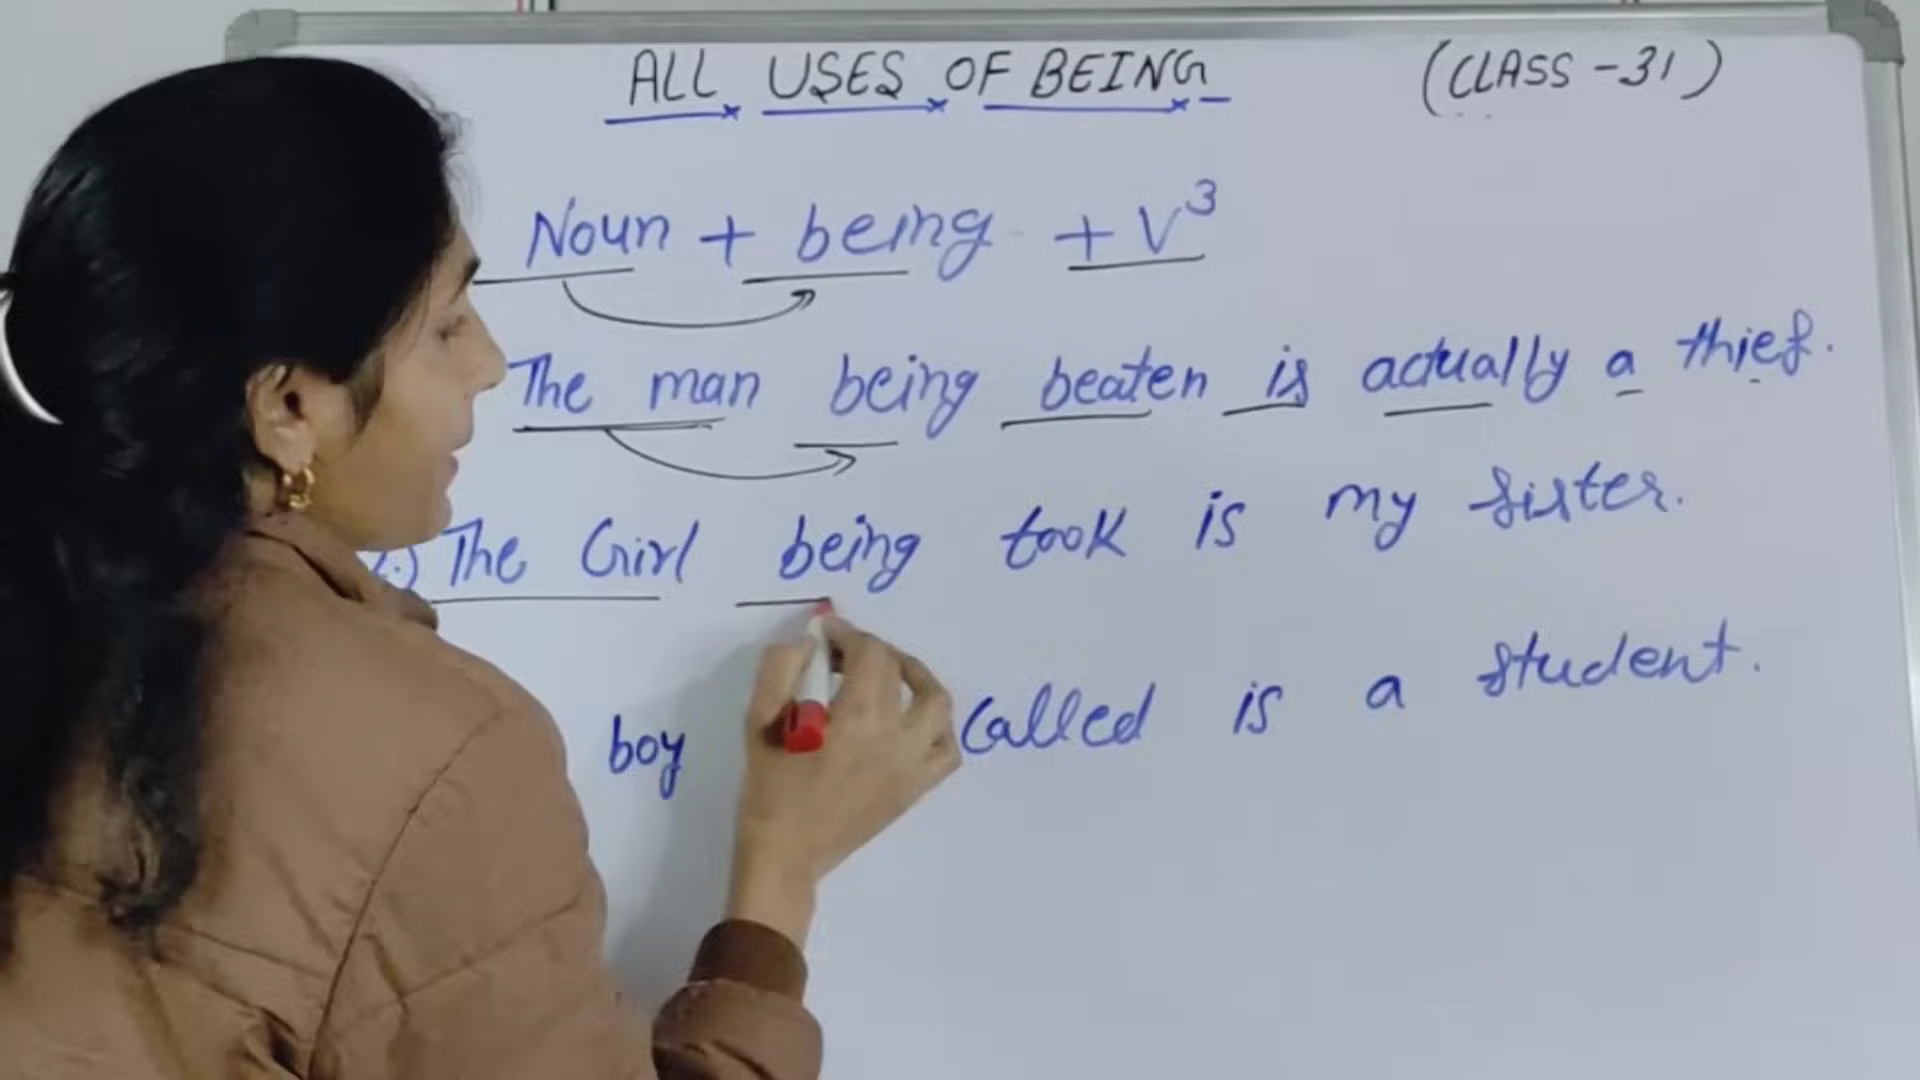 ALL USES OF BEING (CLASS-31)
Noun + being + V³
The man being beaten is actually a thief.
The Girl being took is my sister.
boy called is a student.